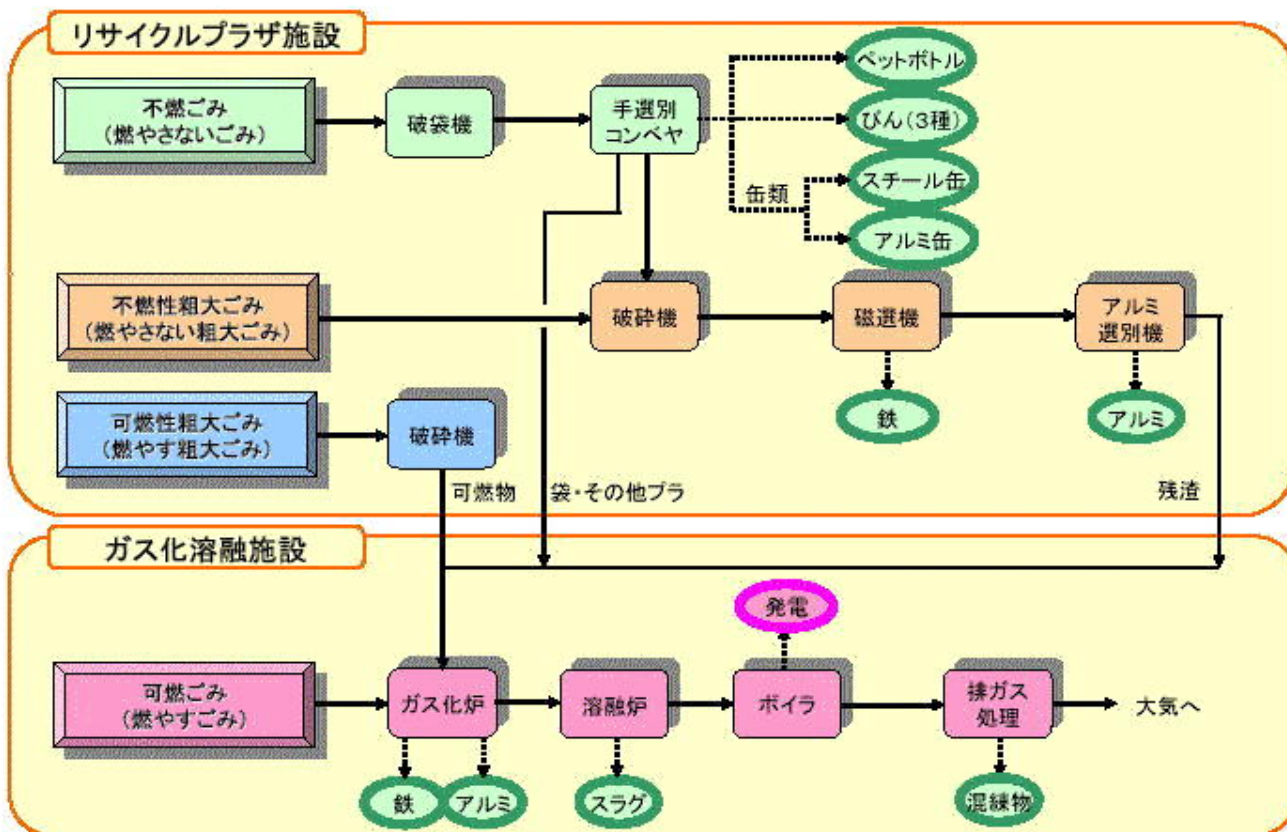 リサイクルプラザ施設
不燃ごみ
(燃やさないごみ)
破袋機
手選別
コンベヤ
ペットボトル
びん(3種)
缶類
スチール缶
アルミ缶
不燃性粗大ごみ
(燃やさない粗大ごみ)
破砕機
磁選機
アルミ
選別機
鉄
アルミ
可燃性粗大ごみ
(燃やす粗大ごみ)
破砕機
可燃物
袋・その他プラ
残渣
ガス化溶融施設
発電
可燃ごみ
(燃やすごみ)
ガス化炉
溶融炉
ボイラ
排ガス
処理
大気へ
鉄
アルミ
スラグ
混練物